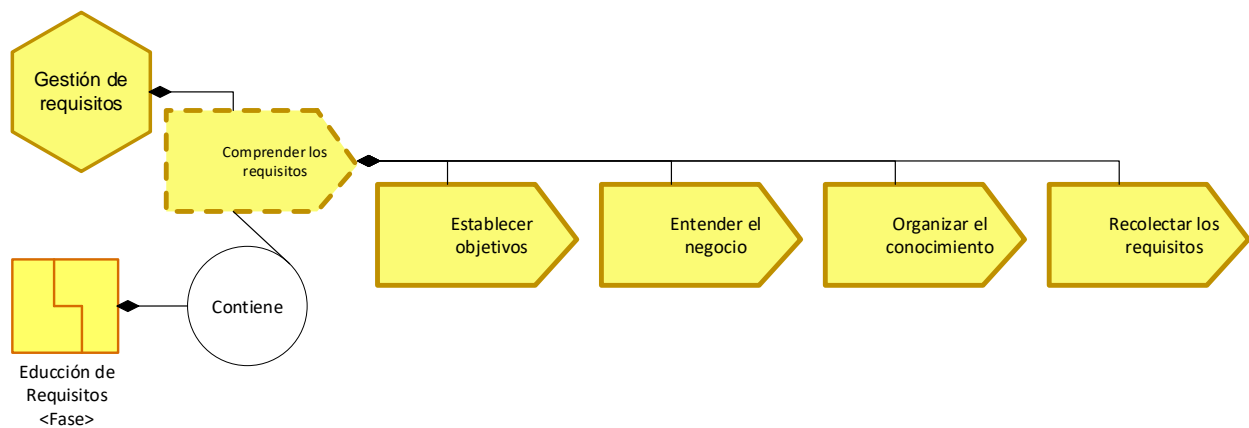 Gestión de
requisitos
Comprender los
requisitos
Establecer
objetivos
Entender el
negocio
Organizar el
conocimiento
Recolectar los
requisitos
Contiene
Educción de
Requisitos
<Fase>